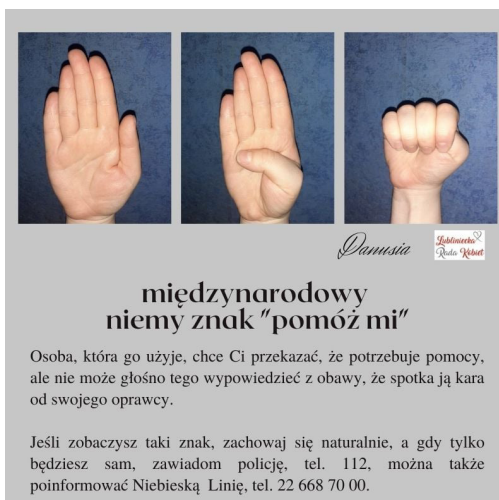 Danusia
Lubliniecka
Rada Kobiet
międzynarodowy
niemy znak "pomóż mi"
Osoba, która go użyje, chce Ci przekazać, że potrzebuje pomocy,
ale nie może głośno tego wypowiedzieć z obawy, że spotka ją kara
od swojego oprawcy.
Jeśli zobaczysz taki znak, zachowaj się naturalnie, a gdy tylko
będziesz sam, zawiadom policję, tel. 112, można także
poinformować Niebieską Linię, tel. 22 668 70 00.